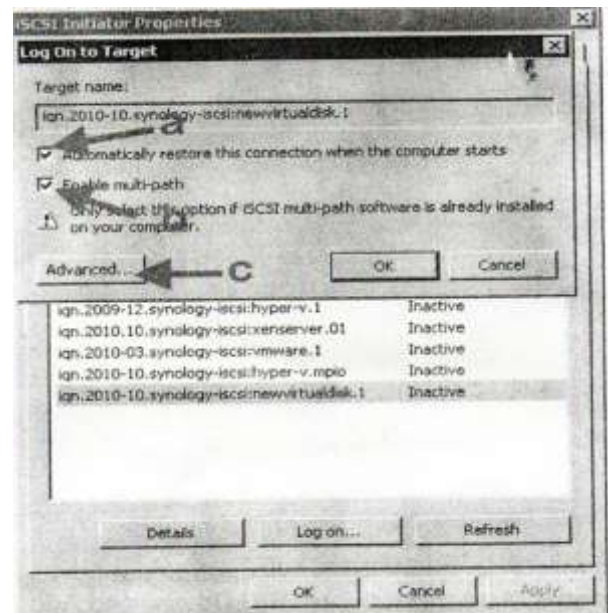 iSCSI Initiator Properties
Log On to Target
Target name:
iqn.2010-10.synology-iscsi:newvirtualdisk.1
a
Automatically restore this connection when the computer starts
Enable multi-path
b
Only select this option if iSCSI multi-path software is already installed
on your computer.
Advanced...
C
OK
Cancel
iqn.2009-12.synology-iscsi:hyper-v.1 Inactive
iqn.2010.10.synology-iscsi:xenserver.01 Inactive
iqn.2010-03.synology-iscsi:vmware.1 Inactive
iqn.2010-10.synology-iscsi:hyper-v.mpio Inactive
iqn.2010-10.synology-iscsi:newvirtualdisk.1 Inactive
Details
Log on...
Refresh
OK
Cancel
Apply